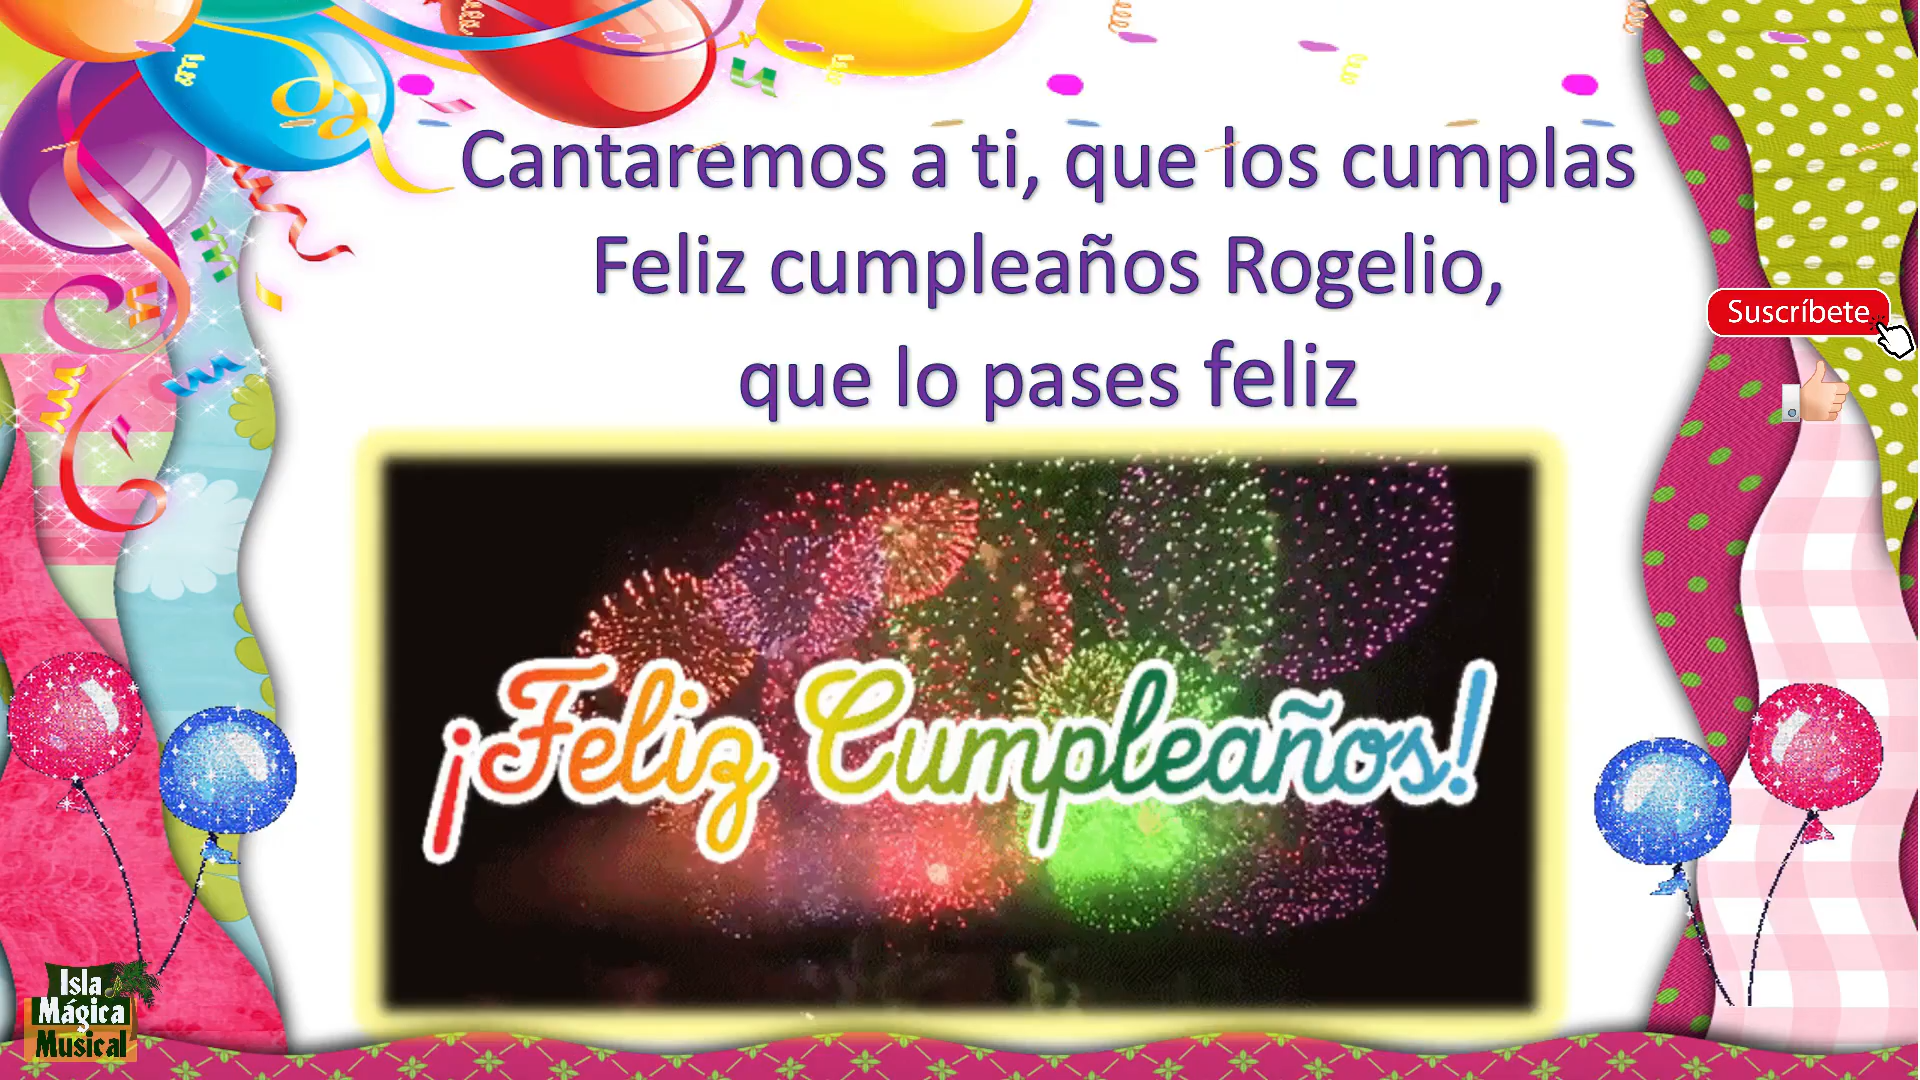 Cantaremos a ti, que los cumplas
Feliz cumpleaños Rogelio,
que lo pases feliz
Suscríbete
¡Feliz Cumpleaños!
Isla
Mágica
Musical